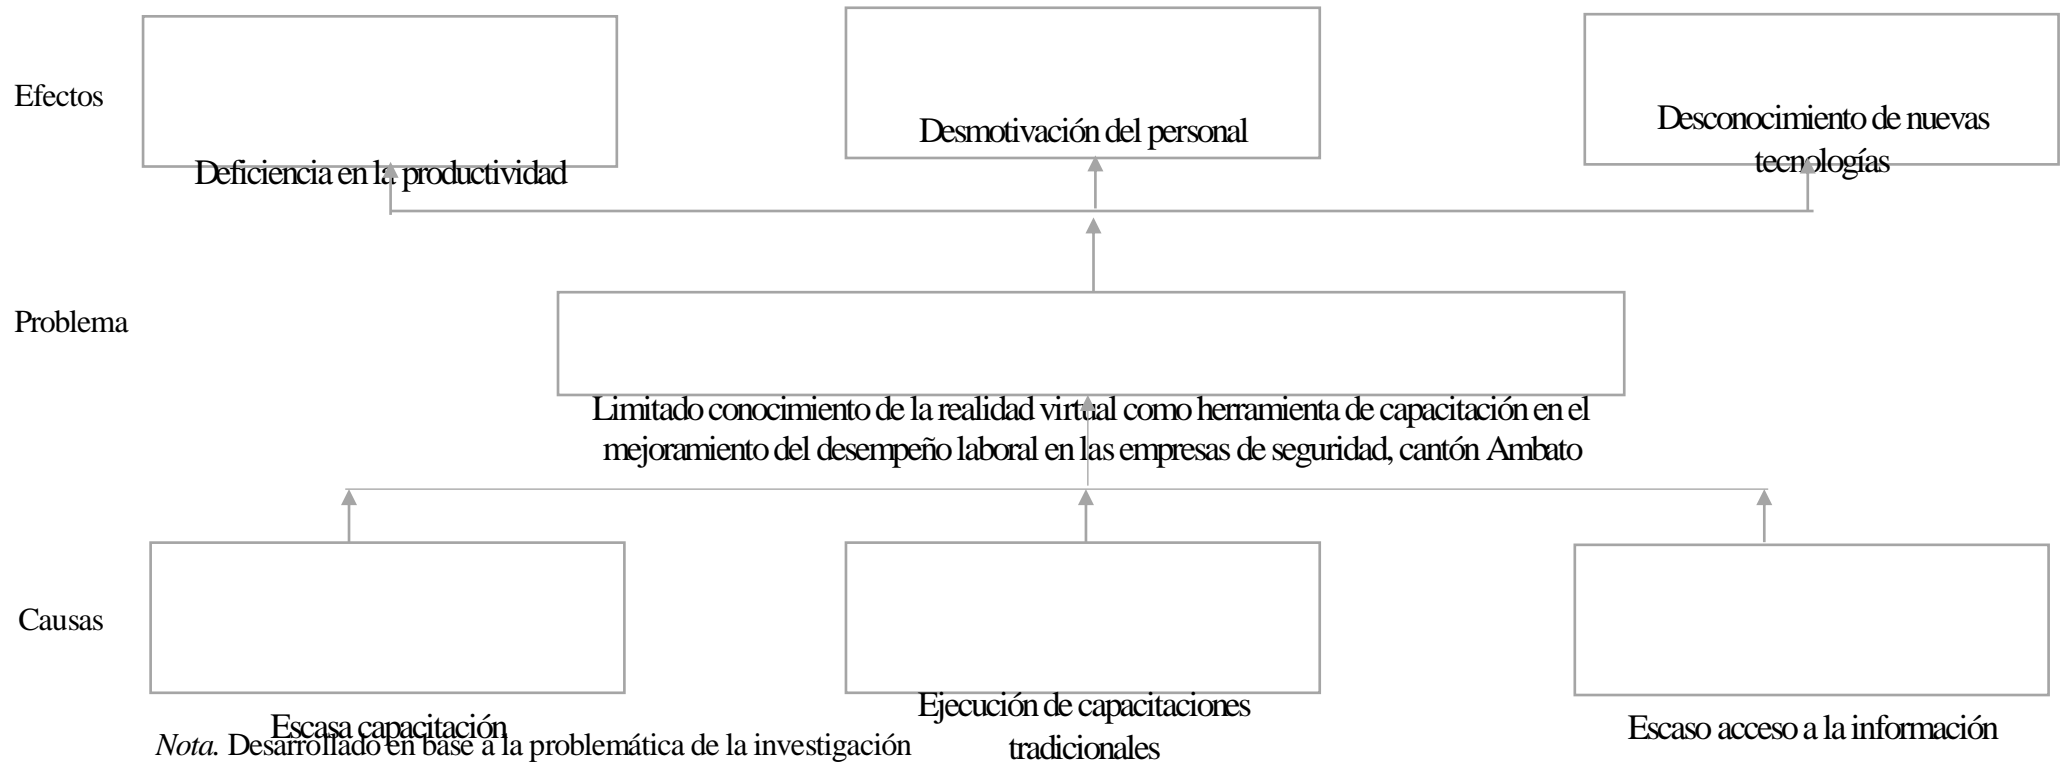 Efectos
Deficiencia en la productividad
Desmotivación del personal
Desconocimiento de nuevas
tecnologías
Problema
Limitado conocimiento de la realidad virtual como herramienta de capacitación en el
mejoramiento del desempeño laboral en las empresas de seguridad, cantón Ambato
Causas
Escasa capacitación
Ejecución de capacitaciones
tradicionales
Escaso acceso a la información
Nota. Desarrollado en base a la problemática de la investigación